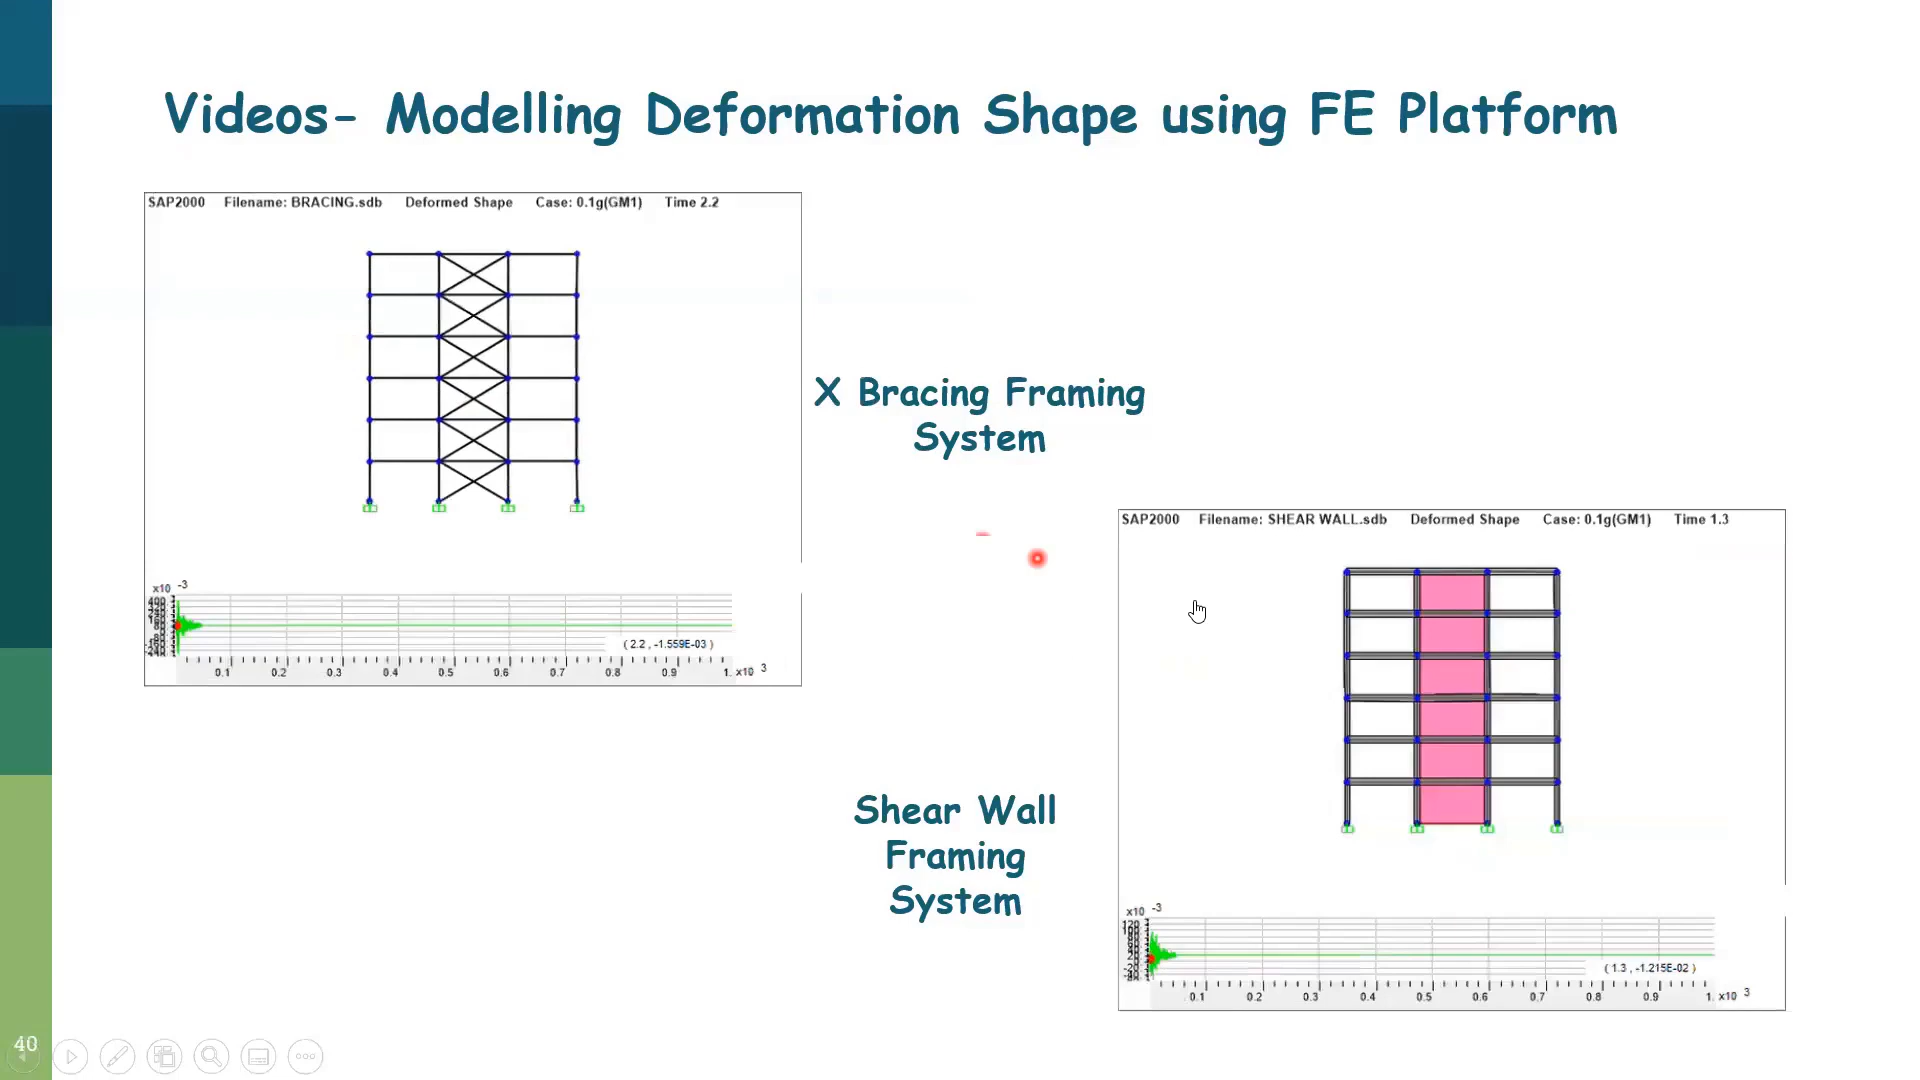 Videos- Modelling Deformation Shape using FE Platform
SAP2000 Filename: BRACING.sdb Deformed Shape Case: 0.1g(GM1) Time 2.2
x10 -3
(2.2 , -1.559E-03 )
0.1 0.2 0.3 0.4 0.5 0.6 0.7 0.8 0.9 1. x10 3
X Bracing Framing
System
SAP2000 Filename: SHEAR WALL.sdb Deformed Shape Case: 0.1g(GM1) Time 1.3
Shear Wall
Framing
System
x10 -3
(1.3 , -1.215E-02 )
0.1 0.2 0.3 0.4 0.5 0.6 0.7 0.8 0.9 1. x10 3
40